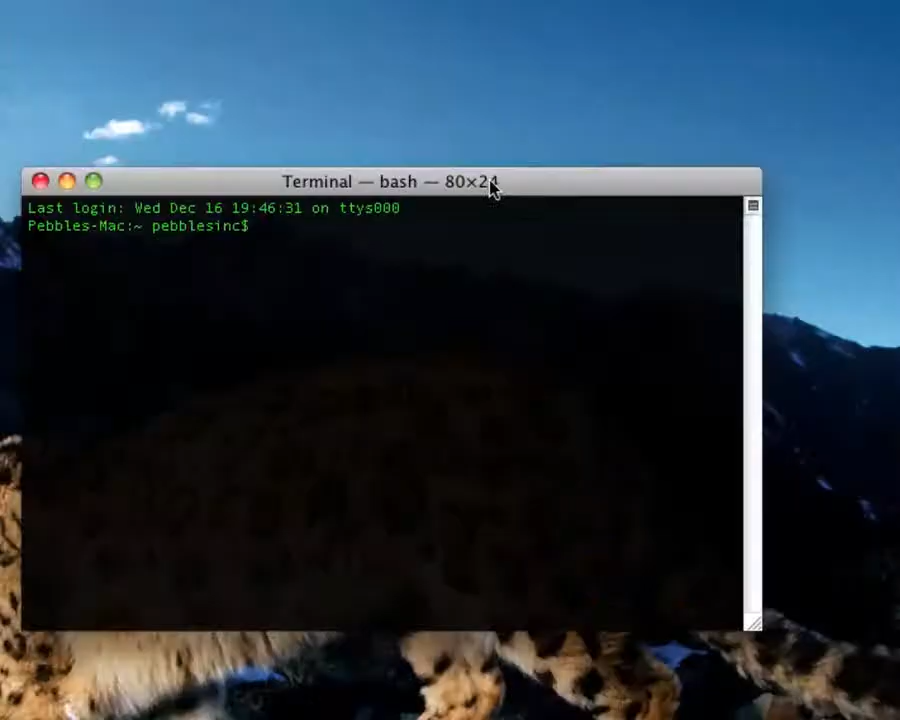 Terminal — bash — 80×24
Last login: Wed Dec 16 19:46:31 on ttys000
Pebbles-Mac:~ pebblesinc$